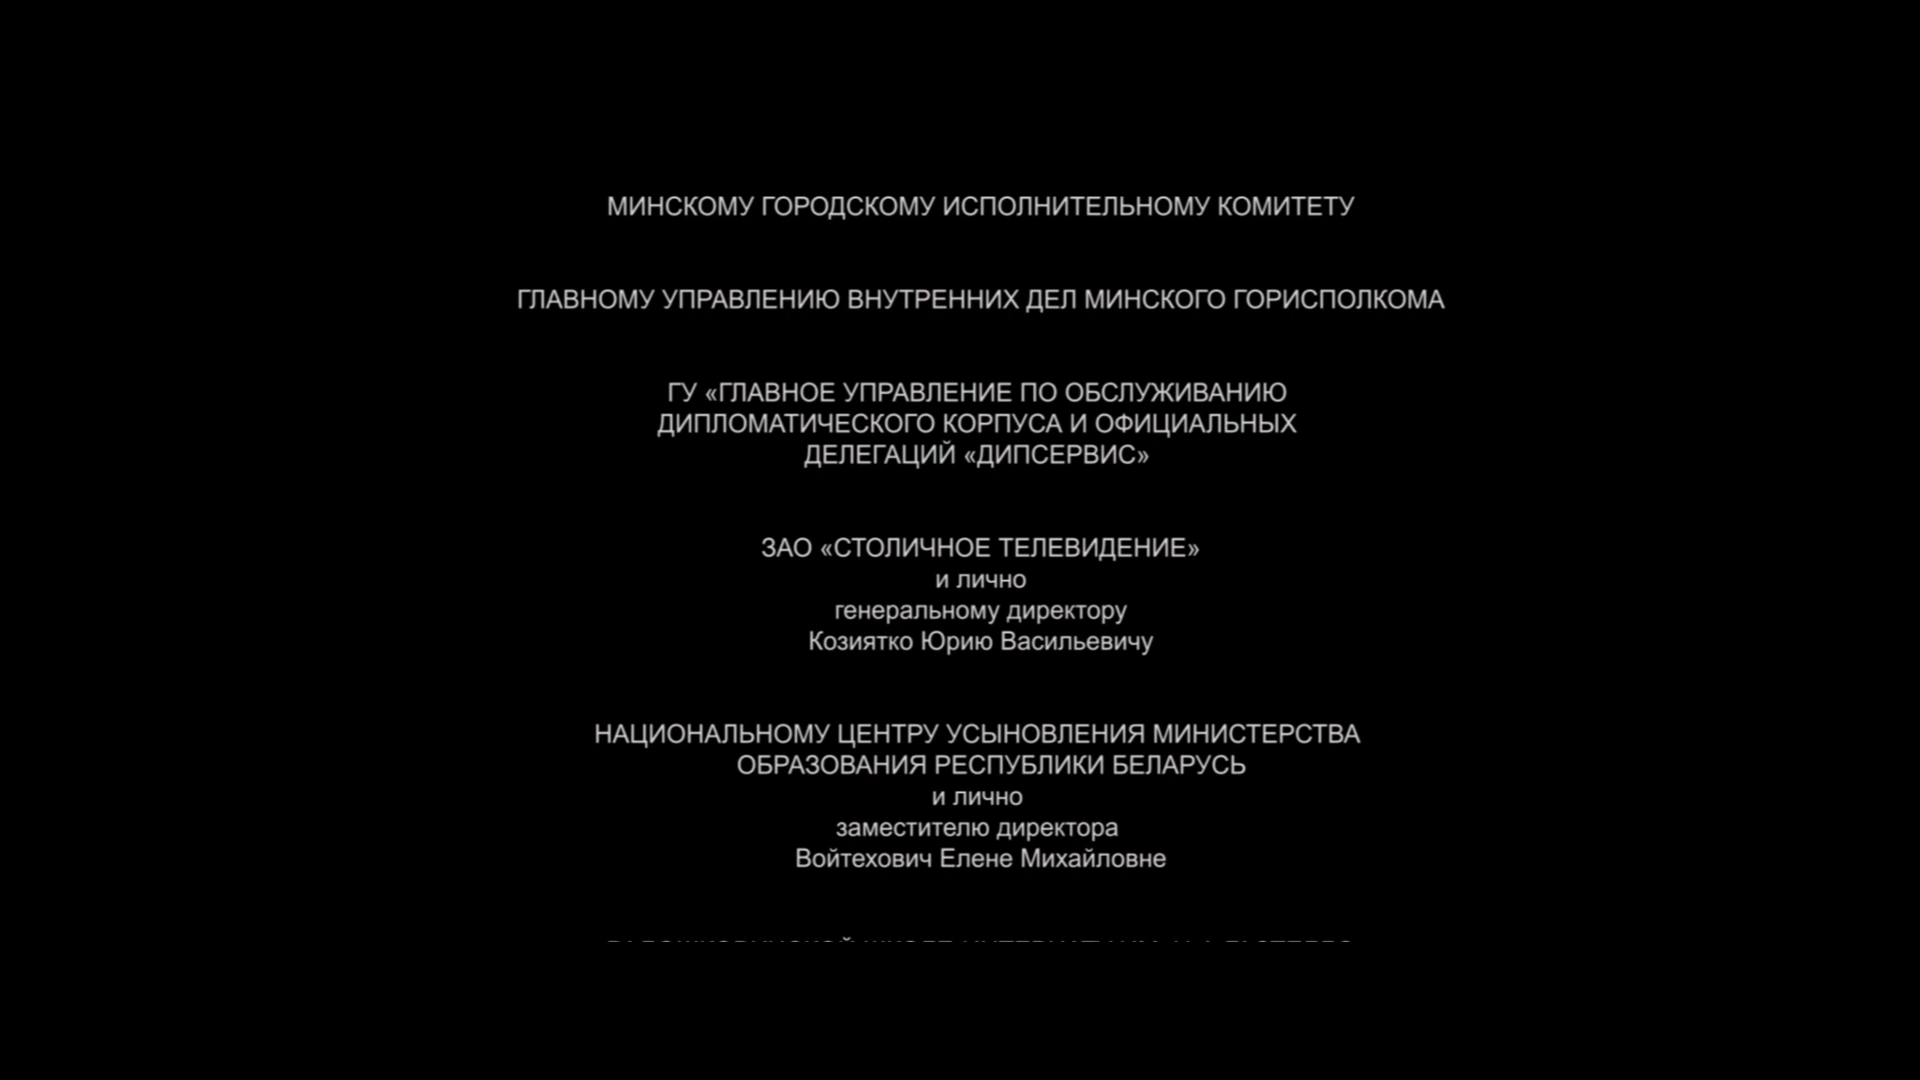 МИНСКОМУ ГОРОДСКОМУ ИСПОЛНИТЕЛЬНОМУ КОМИТЕТУ
ГЛАВНОМУ УПРАВЛЕНИЮ ВНУТРЕННИХ ДЕЛ МИНСКОГО ГОРИСПОЛКОМА
ГУ «ГЛАВНОЕ УПРАВЛЕНИЕ ПО ОБСЛУЖИВАНИЮ
ДИПЛОМАТИЧЕСКОГО КОРПУСА И ОФИЦИАЛЬНЫХ
ДЕЛЕГАЦИЙ «ДИПСЕРВИС»
ЗАО «СТОЛИЧНОЕ ТЕЛЕВИДЕНИЕ»
и лично
генеральному директору
Козиятко Юрию Васильевичу
НАЦИОНАЛЬНОМУ ЦЕНТРУ УСЫНОВЛЕНИЯ МИНИСТЕРСТВА
ОБРАЗОВАНИЯ РЕСПУБЛИКИ БЕЛАРУСЬ
и лично
заместителю директора
Войтехович Елене Михайловне